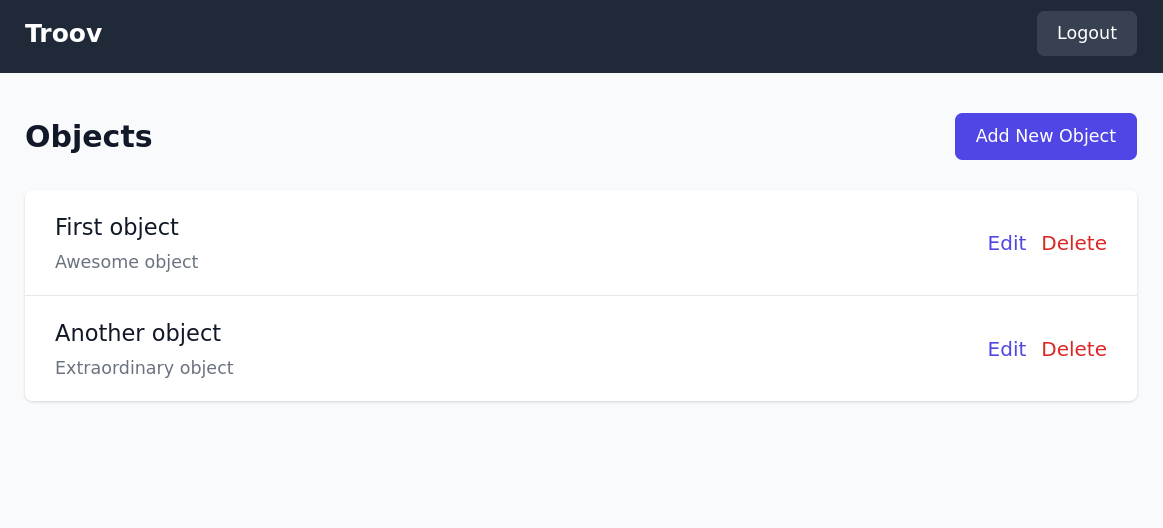 Troov
Logout
Objects
Add New Object
First object
Awesome object
Edit Delete
Another object
Extraordinary object
Edit Delete